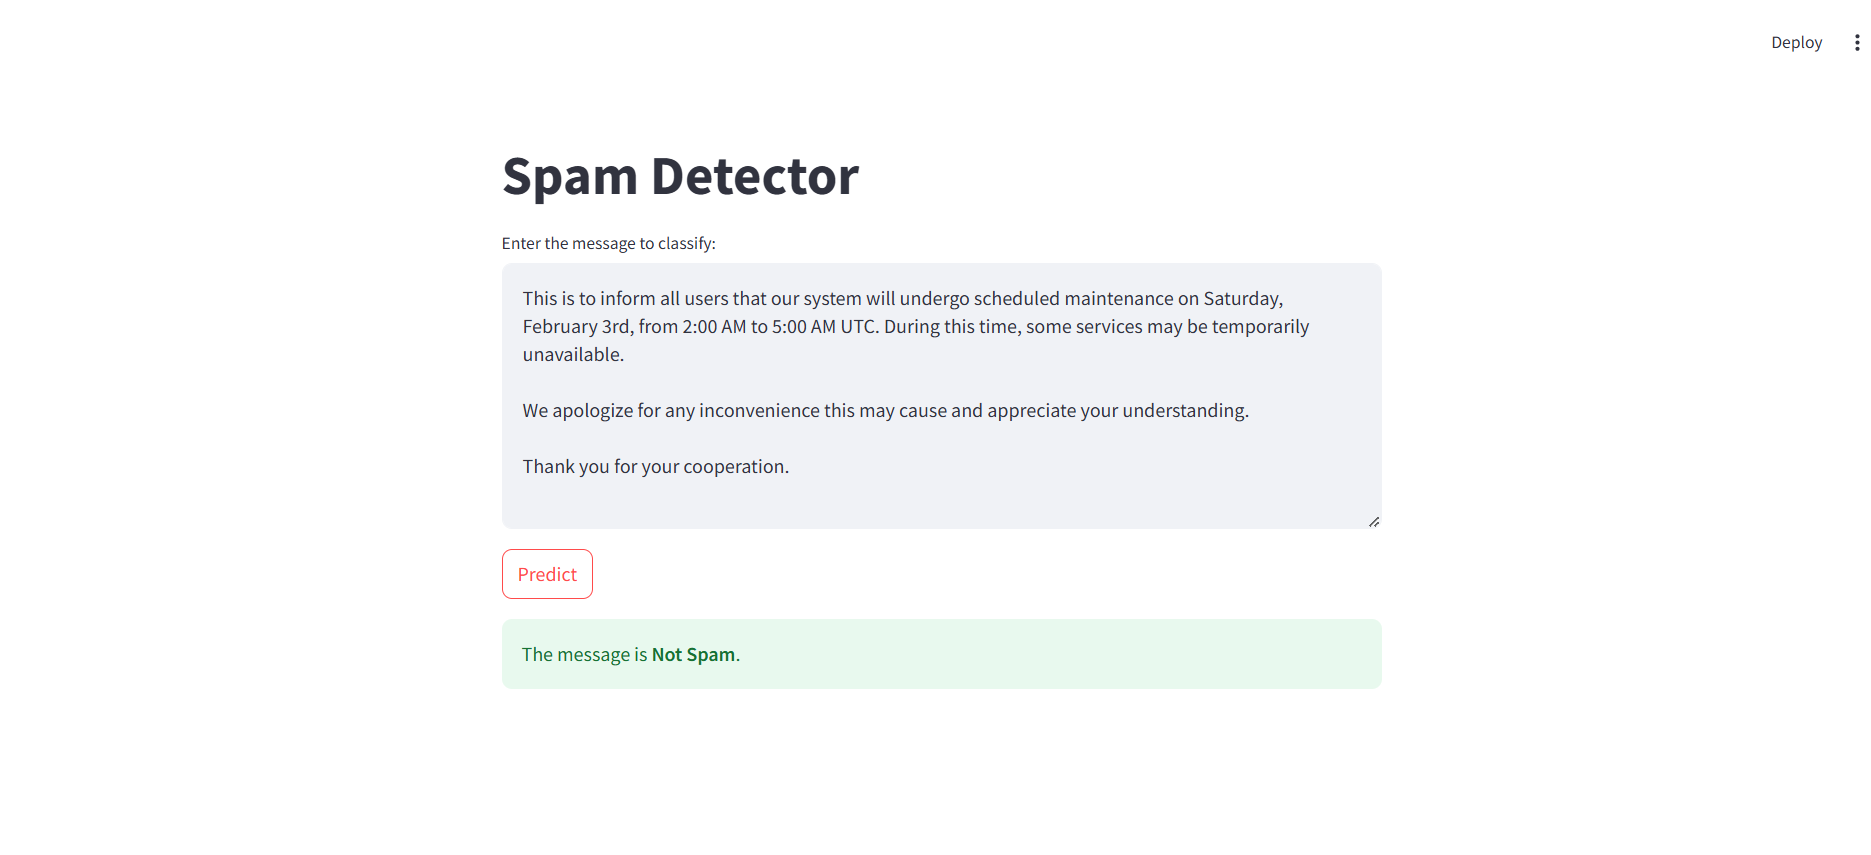 Deploy
Spam Detector
Enter the message to classify:
This is to inform all users that our system will undergo scheduled maintenance on Saturday,
February 3rd, from 2:00 AM to 5:00 AM UTC. During this time, some services may be temporarily
unavailable.
We apologize for any inconvenience this may cause and appreciate your understanding.
Thank you for your cooperation.
Predict
The message is Not Spam.